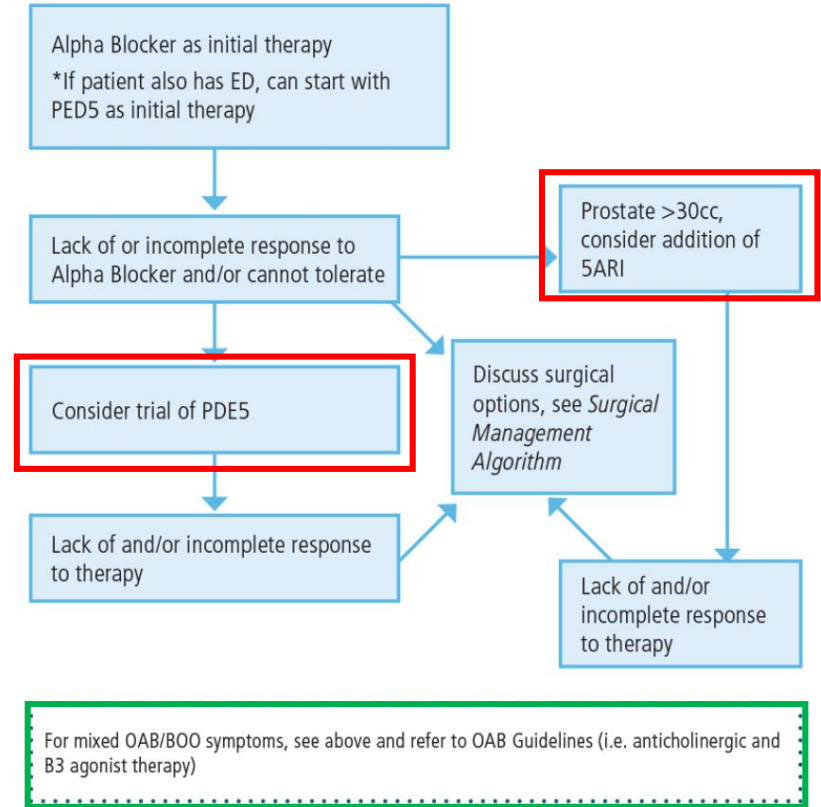 Alpha Blocker as initial therapy
*If patient also has ED, can start with
PED5 as initial therapy
Lack of or incomplete response to
Alpha Blocker and/or cannot tolerate
Prostate >30cc,
consider addition of
5ARI
Consider trial of PDE5
Discuss surgical
options, see Surgical
Management
Algorithm
Lack of and/or incomplete response
to therapy
Lack of and/or
incomplete response
to therapy
For mixed OAB/BOO symptoms, see above and refer to OAB Guidelines (i.e. anticholinergic and
B3 agonist therapy)